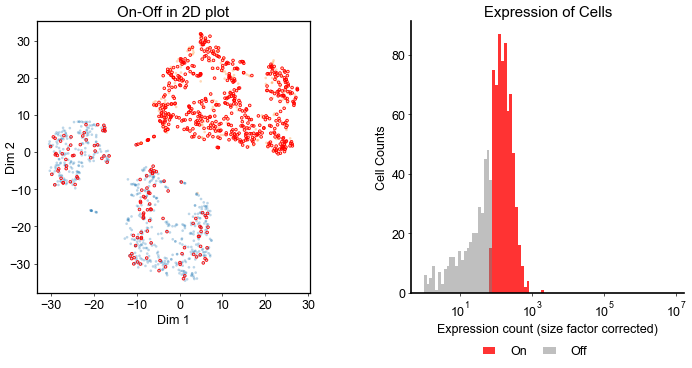 On-Off in 2D plot
Dim 2
30
20
10
0
−10
−20
−30
−30 −20 −10 0 10 20 30
Dim 1
Expression of Cells
Cell Counts
80
60
40
20
0
10^1 10^3 10^5 10^7
Expression count (size factor corrected)
On Off